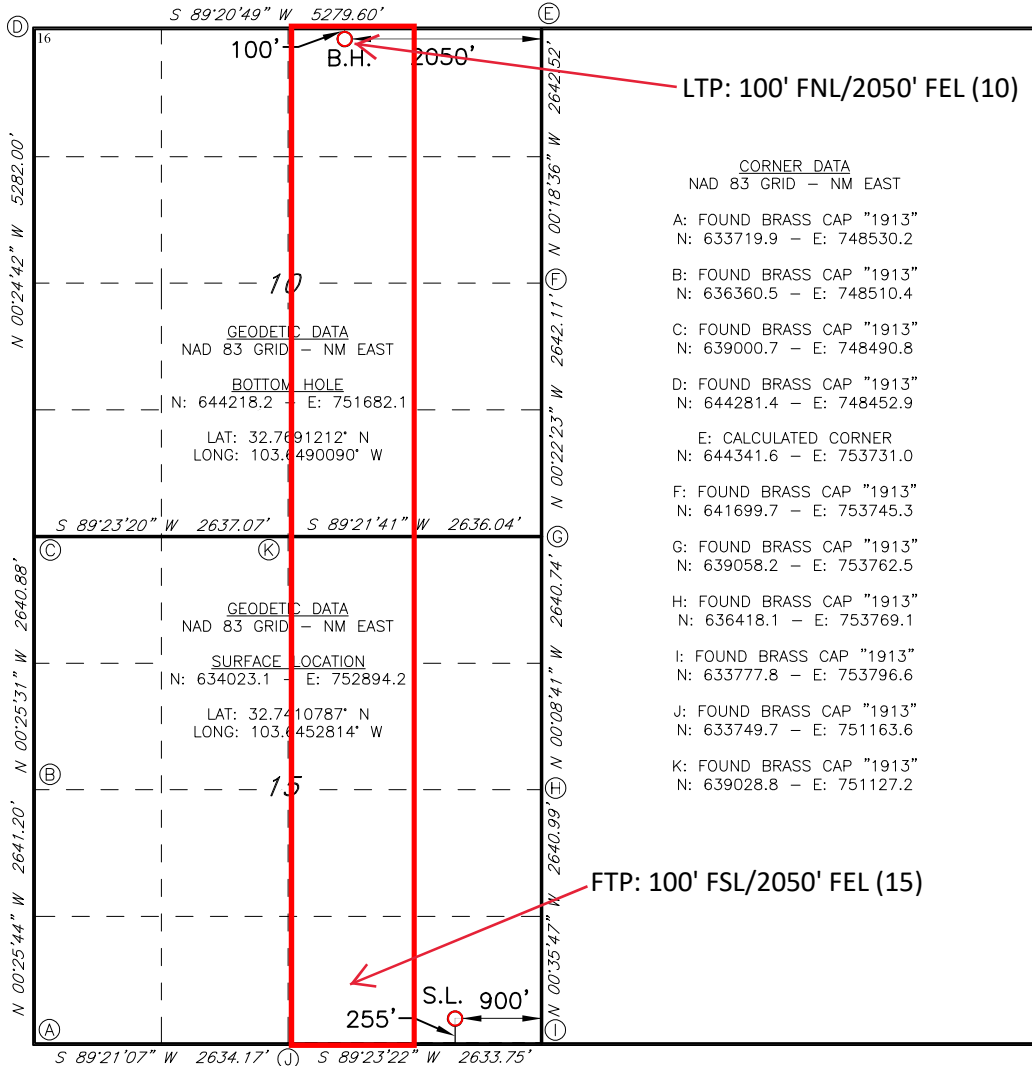 S 89°20'49" W 5279.60'
D
E
16
100'
B.H.
2050'
LTP: 100' FNL/2050' FEL (10)
N 00°18'36" W 2642.52'
N 00°24'42" W 5282.00'
CORNER DATA
NAD 83 GRID – NM EAST
A: FOUND BRASS CAP "1913"
N: 633719.9 – E: 748530.2
B: FOUND BRASS CAP "1913"
N: 636360.5 – E: 748510.4
C: FOUND BRASS CAP "1913"
N: 639000.7 – E: 748490.8
D: FOUND BRASS CAP "1913"
N: 644281.4 – E: 748452.9
E: CALCULATED CORNER
N: 644341.6 – E: 753731.0
F: FOUND BRASS CAP "1913"
N: 641699.7 – E: 753745.3
G: FOUND BRASS CAP "1913"
N: 639058.2 – E: 753762.5
H: FOUND BRASS CAP "1913"
N: 636418.1 – E: 753769.1
I: FOUND BRASS CAP "1913"
N: 633777.8 – E: 753796.6
J: FOUND BRASS CAP "1913"
N: 633749.7 – E: 751163.6
K: FOUND BRASS CAP "1913"
N: 639028.8 – E: 751127.2
10
F
GEODETIC DATA
NAD 83 GRID – NM EAST
BOTTOM HOLE
N: 644218.2 – E: 751682.1
LAT: 32.7691212° N
LONG: 103.6490090° W
N 00°22'23" W 2642.11'
S 89°23'20" W 2637.07'
S 89°21'41" W 2636.04'
C
K
G
GEODETIC DATA
NAD 83 GRID – NM EAST
SURFACE LOCATION
N: 634023.1 – E: 752894.2
LAT: 32.7410787° N
LONG: 103.6452814° W
N 00°25'31" W 2640.88'
N 00°08'41" W 2640.74'
B
15
H
FTP: 100' FSL/2050' FEL (15)
N 00°25'44" W 2641.20'
N 00°35'47" W 2640.99'
S.L.
900'
255'
A
I
S 89°21'07" W 2634.17'
J
S 89°23'22" W 2633.75'